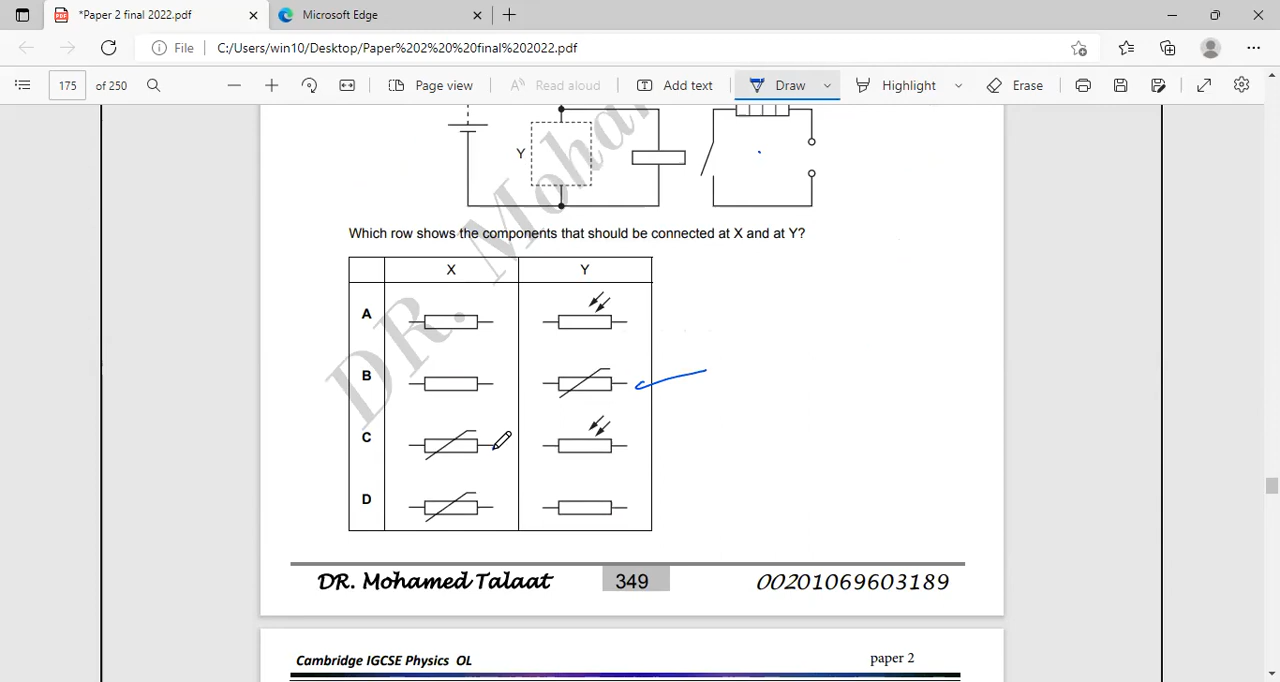 *Paper 2 final 2022.pdf
Microsoft Edge
File
C:/Users/win10/Desktop/Paper%202%20%20final%202022.pdf
175 of 250
Page view
Read aloud
Add text
Draw
Highlight
Erase
Y
DR. Moha
Which row shows the components that should be connected at X and at Y?
X Y
A
B
C
D
DR. Mohamed Talaat 349 00201069603189
Cambridge IGCSE Physics OL paper 2